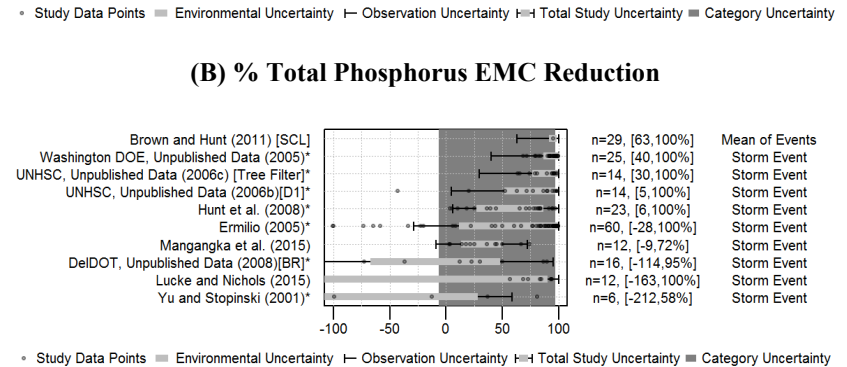 Study Data Points Environmental Uncertainty Observation Uncertainty Total Study Uncertainty Category Uncertainty
(B) % Total Phosphorus EMC Reduction
Brown and Hunt (2011) [SCL] n=29, [63,100%] Mean of Events
Washington DOE, Unpublished Data (2005)* n=25, [40,100%] Storm Event
UNHSC, Unpublished Data (2006c) [Tree Filter]* n=14, [30,100%] Storm Event
UNHSC, Unpublished Data (2006b)[D1]* n=14, [5,100%] Storm Event
Hunt et al. (2008)* n=23, [6,100%] Storm Event
Ermilio (2005)* n=60, [-28,100%] Storm Event
Mangangka et al. (2015) n=12, [-9,72%] Storm Event
DelDOT, Unpublished Data (2008)[BR]* n=16, [-114,95%] Storm Event
Lucke and Nichols (2015) n=12, [-163,100%] Storm Event
Yu and Stopinski (2001)* n=6, [-212,58%] Storm Event
-100 -50 0 50 100
Study Data Points Environmental Uncertainty Observation Uncertainty Total Study Uncertainty Category Uncertainty